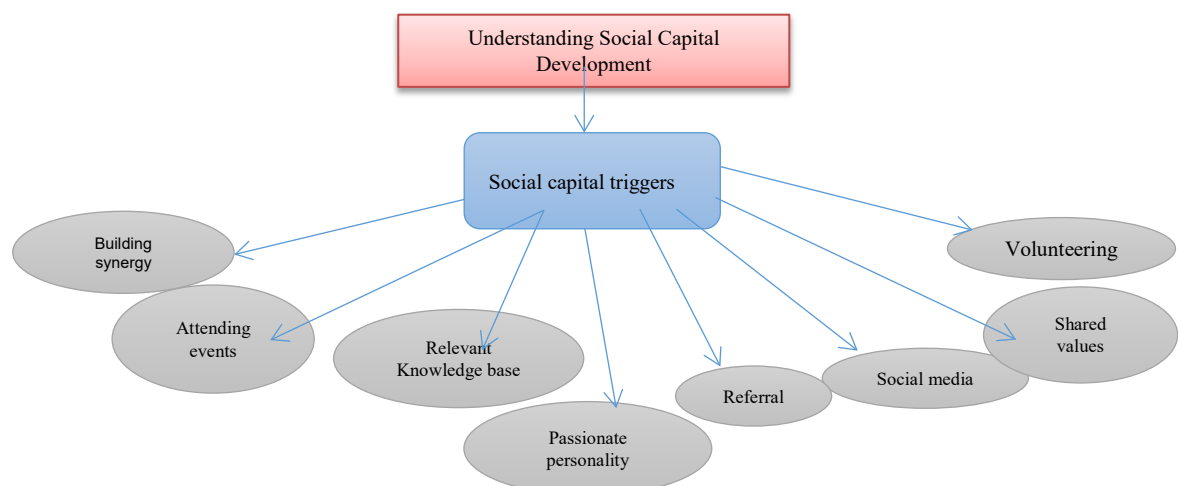 Understanding Social Capital
Development
Social capital triggers
Building
synergy
Attending
events
Relevant
Knowledge base
Passionate
personality
Referral
Social media
Shared
values
Volunteering